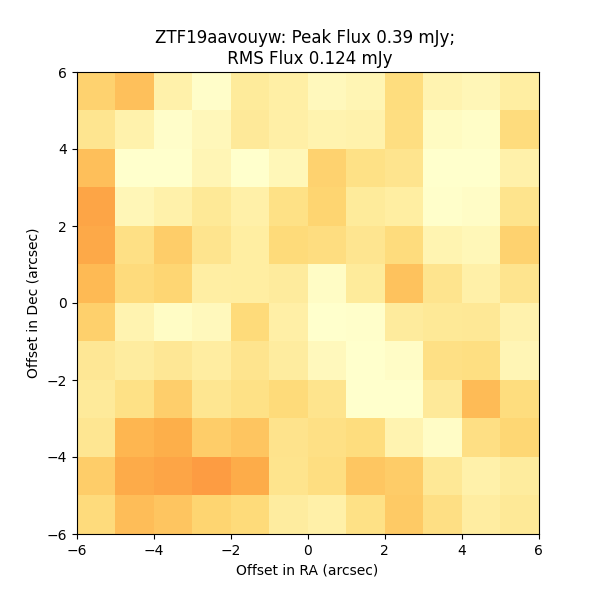 ZTF19aavouyw: Peak Flux 0.39 mJy;
RMS Flux 0.124 mJy
6
4
2
0
−2
−4
−6
Offset in Dec (arcsec)
−6 −4 −2 0 2 4 6
Offset in RA (arcsec)